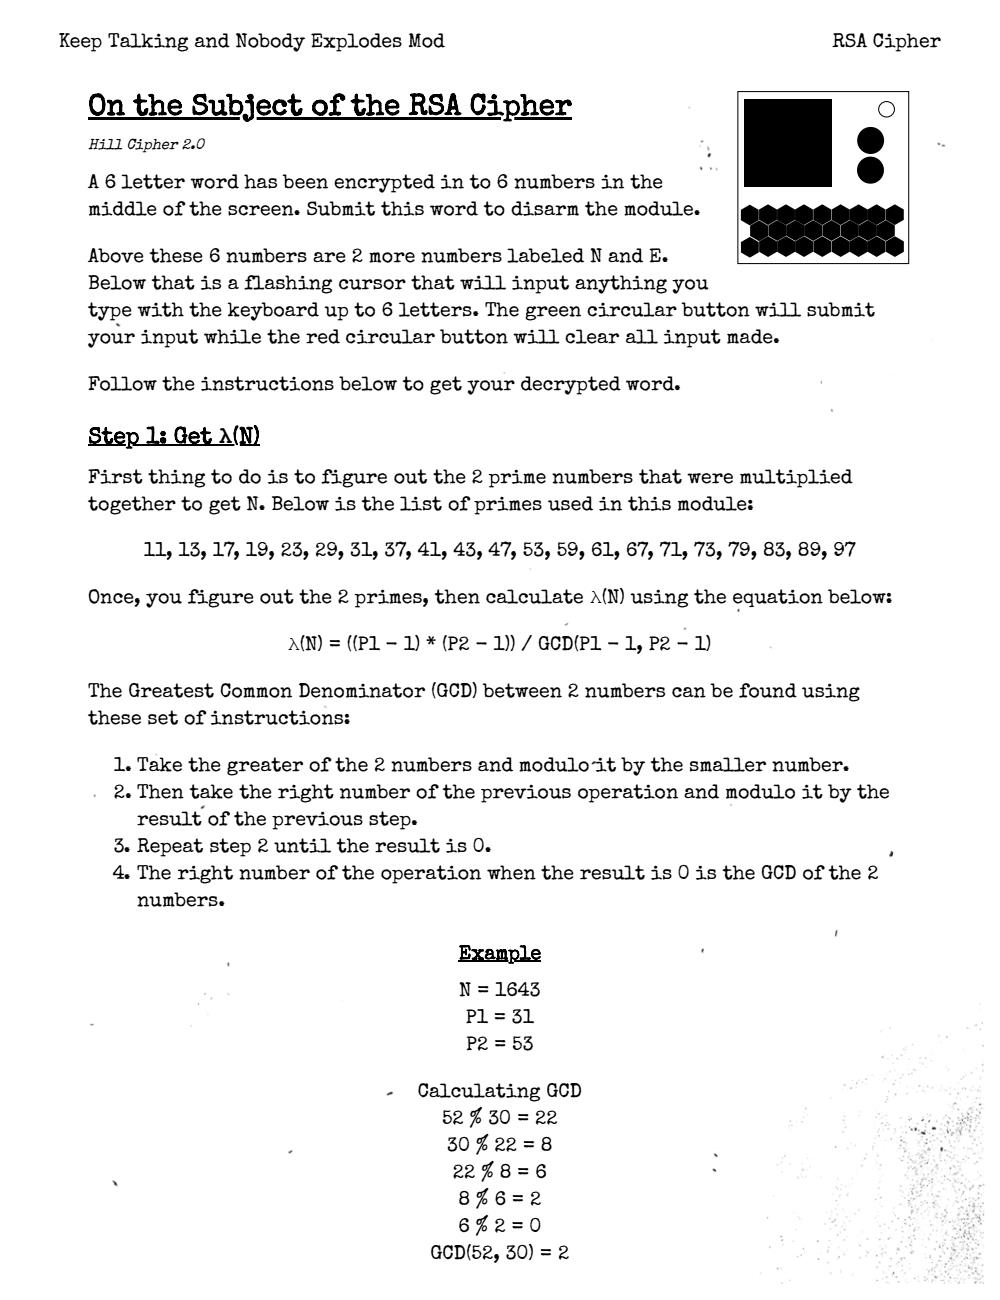 Keep Talking and Nobody Explodes Mod
RSA Cipher
On the Subject of the RSA Cipher
Hill Cipher 2.0
A 6 letter word has been encrypted in to 6 numbers in the
middle of the screen. Submit this word to disarm the module.
Above these 6 numbers are 2 more numbers labeled N and E.
Below that is a flashing cursor that will input anything you
type with the keyboard up to 6 letters. The green circular button will submit
your input while the red circular button will clear all input made.
Follow the instructions below to get your decrypted word.
Step 1: Get λ(N)
First thing to do is to figure out the 2 prime numbers that were multiplied
together to get N. Below is the list of primes used in this module:
11, 13, 17, 19, 23, 29, 31, 37, 41, 43, 47, 53, 59, 61, 67, 71, 73, 79, 83, 89, 97
Once, you figure out the 2 primes, then calculate λ(N) using the equation below:
λ(N) = ((P1 - 1) * (P2 - 1)) / GCD(P1 - 1, P2 - 1)
The Greatest Common Denominator (GCD) between 2 numbers can be found using
these set of instructions:
1. Take the greater of the 2 numbers and modulo it by the smaller number.
2. Then take the right number of the previous operation and modulo it by the
result of the previous step.
3. Repeat step 2 until the result is 0.
4. The right number of the operation when the result is 0 is the GCD of the 2
numbers.
Example
N = 1643
P1 = 31
P2 = 53
Calculating GCD
52 % 30 = 22
30 % 22 = 8
22 % 8 = 6
8 % 6 = 2
6 % 2 = 0
GCD(52, 30) = 2